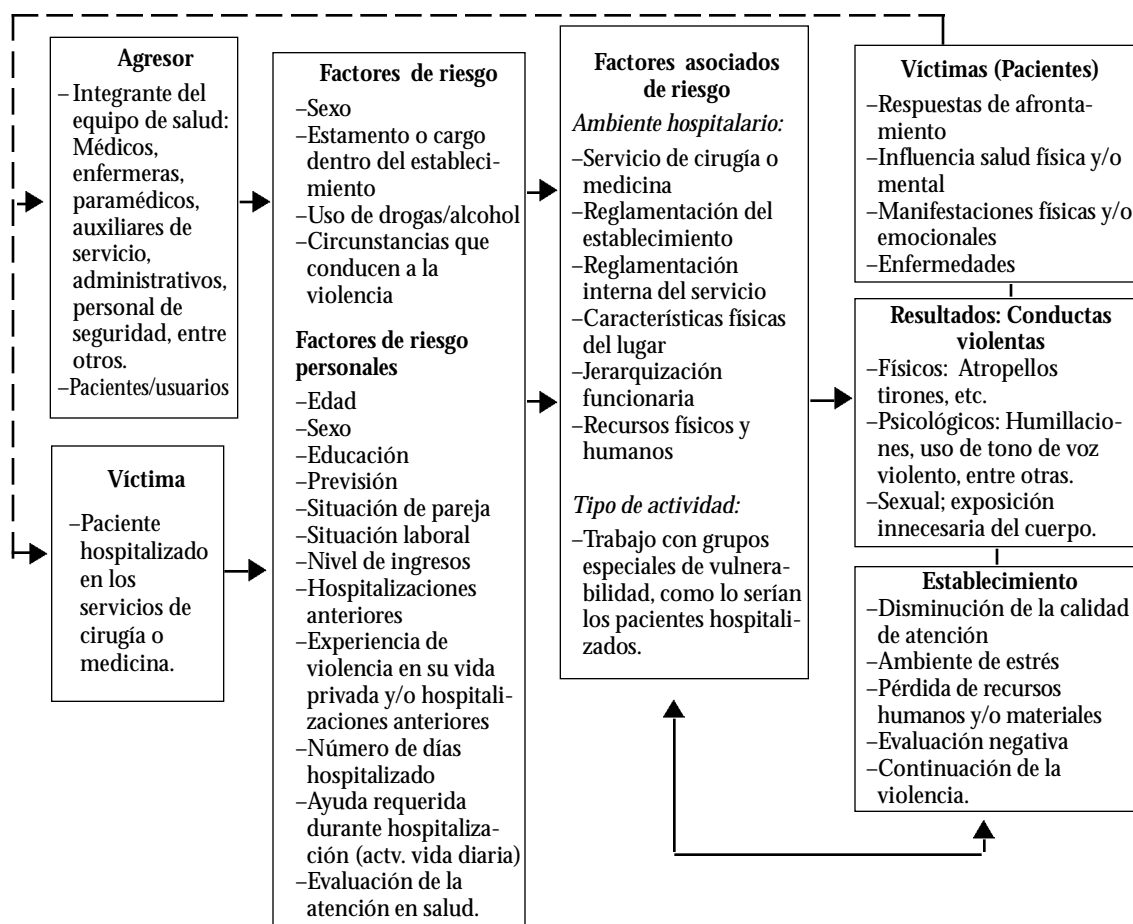 Agresor
–Integrante del
equipo de salud:
Médicos,
enfermeras,
paramédicos,
auxiliares de
servicio,
administrativos,
personal de
seguridad, entre
otros.
–Pacientes/usuarios
Víctima
–Paciente
hospitalizado
en los
servicios de
cirugía o
medicina.
Factores de riesgo
–Sexo
–Estamento o cargo
dentro del estableci-
miento
–Uso de drogas/alcohol
–Circunstancias que
conducen a la
violencia
Factores de riesgo
personales
–Edad
–Sexo
–Educación
–Previsión
–Situación de pareja
–Situación laboral
–Nivel de ingresos
–Hospitalizaciones
anteriores
–Experiencia de
violencia en su vida
privada y/o hospitali-
zaciones anteriores
–Número de días
hospitalizado
–Ayuda requerida
durante hospitaliza-
ción (actv. vida diaria)
–Evaluación de la
atención en salud.
Factores asociados
de riesgo
Ambiente hospitalario:
–Servicio de cirugía o
medicina
–Reglamentación del
establecimiento
–Reglamentación
interna del servicio
–Características físicas
del lugar
–Jerarquización
funcionaria
–Recursos físicos y
humanos
Tipo de actividad:
–Trabajo con grupos
especiales de vulnera-
bilidad, como lo serían
los pacientes hospitali-
zados.
Víctimas (Pacientes)
–Respuestas de afronta-
miento
–Influencia salud física y/o
mental
–Manifestaciones físicas y/o
emocionales
–Enfermedades
Resultados: Conductas
violentas
–Físicos: Atropellos
tirones, etc.
–Psicológicos: Humillacio-
nes, uso de tono de voz
violento, entre otras.
–Sexual; exposición
innecesaria del cuerpo.
Establecimiento
–Disminución de la calidad
de atención
–Ambiente de estrés
–Pérdida de recursos
humanos y/o materiales
–Evaluación negativa
–Continuación de la
violencia.